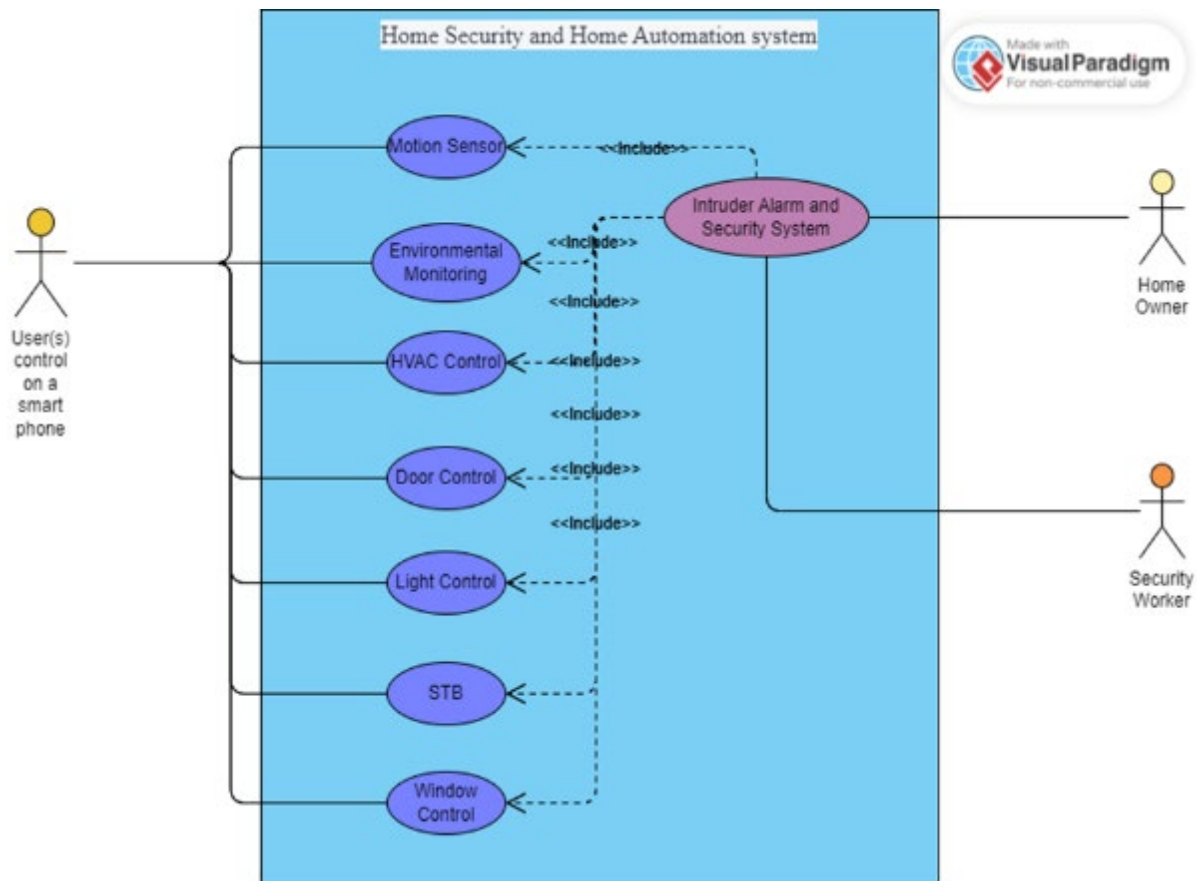 Home Security and Home Automation system
Made with
Visual Paradigm
For non-commercial use
Motion Sensor
<<Include>>
Intruder Alarm and
Security System
<<Include>>
Environmental
Monitoring
<<Include>>
Home
Owner
User(s)
control
on a
smart
phone
HVAC Control
<<Include>>
<<Include>>
Door Control
<<Include>>
<<Include>>
Light Control
Security
Worker
STB
Window
Control